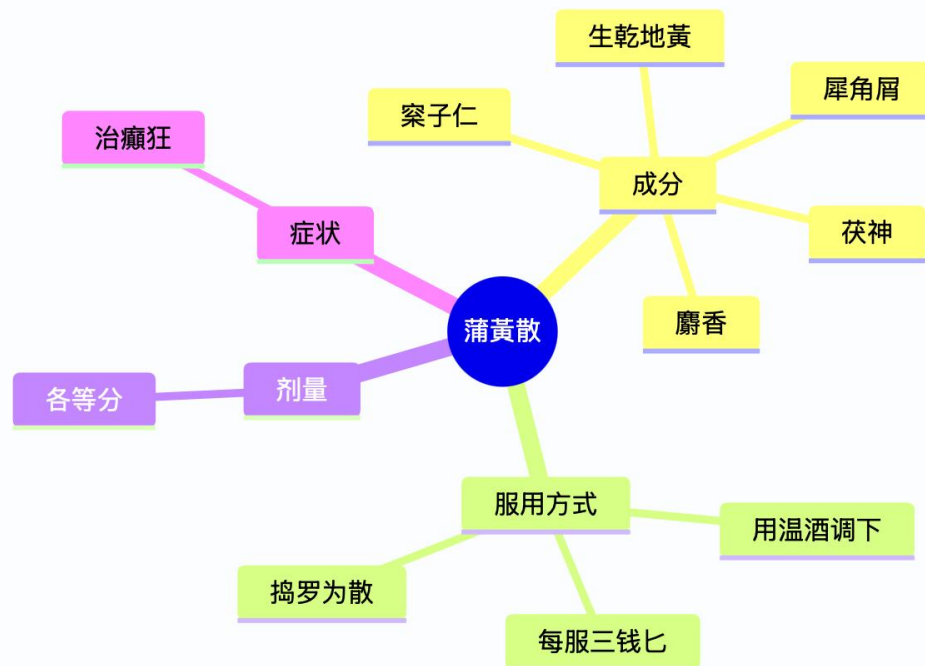 蒲黃散
成分
生乾地黃
犀角屑
窠子仁
茯神
麝香
服用方式
用温酒调下
捣罗为散
每服三钱匕
剂量
各等分
症状
治癲狂